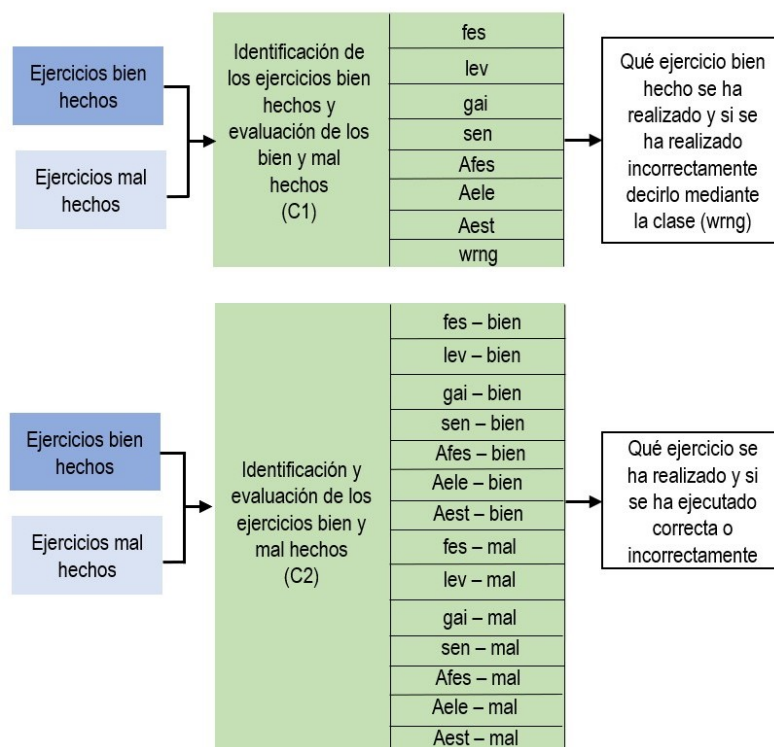 Ejercicios bien
hechos
Ejercicios mal
hechos
Identificación de
los ejercicios bien
hechos y
evaluación de los
bien y mal
hechos
(C1)
fes
lev
gai
sen
Afes
Aele
Aest
wrng
Qué ejercicio bien
hecho se ha
realizado y si se
ha realizado
incorrectamente
decirlo mediante
la clase (wrng)
Ejercicios bien
hechos
Ejercicios mal
hechos
Identificación y
evaluación de los
ejercicios bien y
mal hechos
(C2)
fes – bien
lev – bien
gai – bien
sen – bien
Afes – bien
Aele – bien
Aest – bien
fes – mal
lev – mal
gai – mal
sen – mal
Afes – mal
Aele – mal
Aest – mal
Qué ejercicio se
ha realizado y si
se ha ejecutado
correcta o
incorrectamente